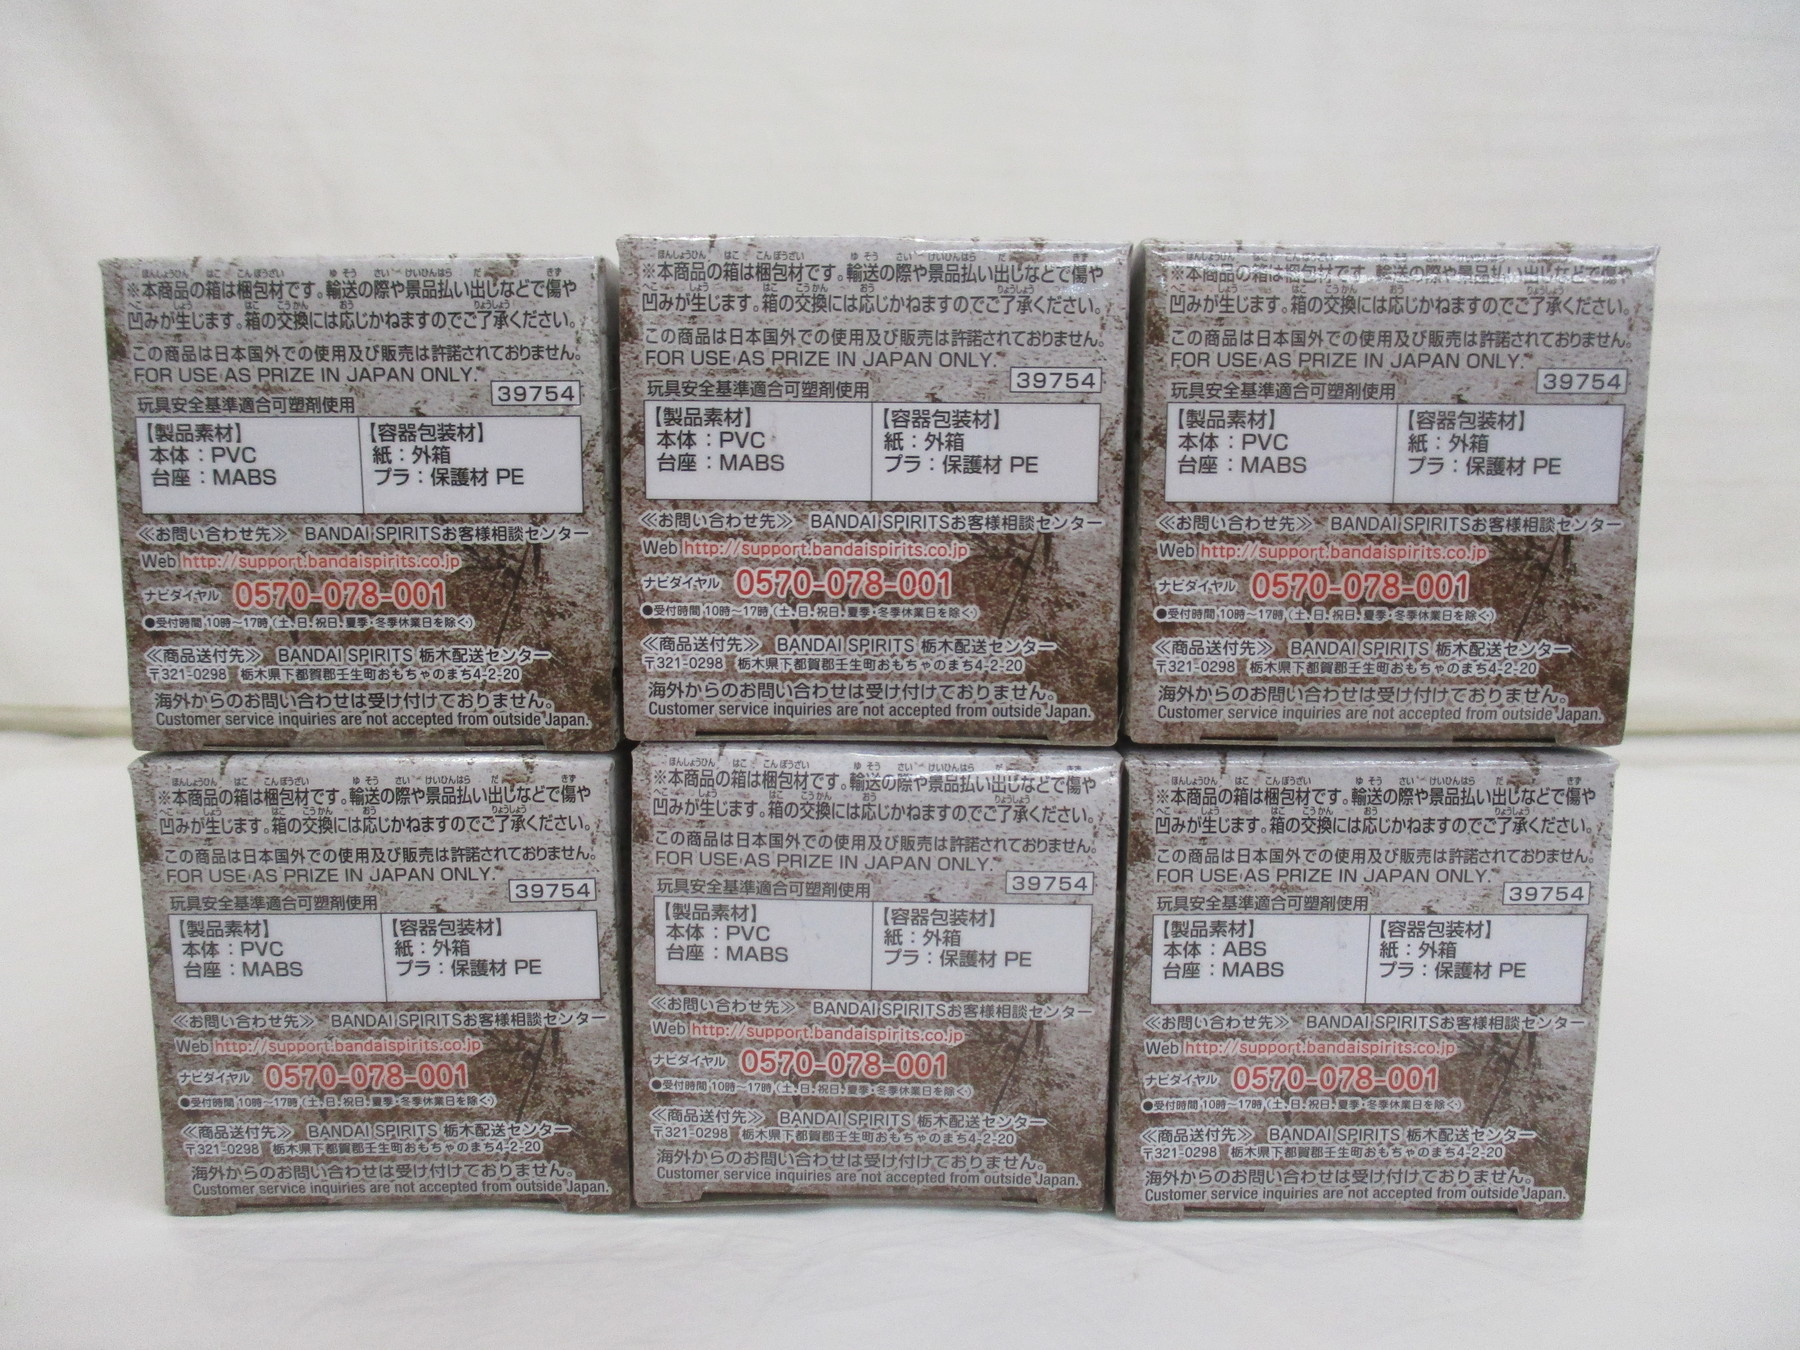 ※本商品の箱は梱包材です。輸送の際や景品払い出しなどで傷や
凹みが生じます。箱の交換には応じかねますのでご了承ください。
この商品は日本国外での使用及び販売は許諾されておりません。
FOR USE AS PRIZE IN JAPAN ONLY.
39754
玩具安全基準適合可塑剤使用
【製品素材】
本体：PVC
台座：MABS
【容器包装材】
紙：外箱
プラ：保護材 PE
≪お問い合わせ先≫ BANDAI SPIRITSお客様相談センター
Web http://support.bandaispirits.co.jp
ナビダイヤル 0570-078-001
●受付時間 10時～17時（土、日、祝日、夏季・冬季休業日を除く）
≪商品送付先≫ BANDAI SPIRITS 栃木配送センター
〒321-0298 栃木県下都賀郡壬生町おもちゃのまち4-2-20
海外からのお問い合わせは受け付けておりません。
Customer service inquiries are not accepted from outside Japan.
※本商品の箱は梱包材です。輸送の際や景品払い出しなどで傷や
凹みが生じます。箱の交換には応じかねますのでご了承ください。
この商品は日本国外での使用及び販売は許諾されておりません。
FOR USE AS PRIZE IN JAPAN ONLY.
39754
玩具安全基準適合可塑剤使用
【製品素材】
本体：PVC
台座：MABS
【容器包装材】
紙：外箱
プラ：保護材 PE
≪お問い合わせ先≫ BANDAI SPIRITSお客様相談センター
Web http://support.bandaispirits.co.jp
ナビダイヤル 0570-078-001
●受付時間 10時～17時（土、日、祝日、夏季・冬季休業日を除く）
≪商品送付先≫ BANDAI SPIRITS 栃木配送センター
〒321-0298 栃木県下都賀郡壬生町おもちゃのまち4-2-20
海外からのお問い合わせは受け付けておりません。
Customer service inquiries are not accepted from outside Japan.
※本商品の箱は梱包材です。輸送の際や景品払い出しなどで傷や
凹みが生じます。箱の交換には応じかねますのでご了承ください。
この商品は日本国外での使用及び販売は許諾されておりません。
FOR USE AS PRIZE IN JAPAN ONLY.
39754
玩具安全基準適合可塑剤使用
【製品素材】
本体：PVC
台座：MABS
【容器包装材】
紙：外箱
プラ：保護材 PE
≪お問い合わせ先≫ BANDAI SPIRITSお客様相談センター
Web http://support.bandaispirits.co.jp
ナビダイヤル 0570-078-001
●受付時間 10時～17時（土、日、祝日、夏季・冬季休業日を除く）
≪商品送付先≫ BANDAI SPIRITS 栃木配送センター
〒321-0298 栃木県下都賀郡壬生町おもちゃのまち4-2-20
海外からのお問い合わせは受け付けておりません。
Customer service inquiries are not accepted from outside Japan.
※本商品の箱は梱包材です。輸送の際や景品払い出しなどで傷や
凹みが生じます。箱の交換には応じかねますのでご了承ください。
この商品は日本国外での使用及び販売は許諾されておりません。
FOR USE AS PRIZE IN JAPAN ONLY.
39754
玩具安全基準適合可塑剤使用
【製品素材】
本体：PVC
台座：MABS
【容器包装材】
紙：外箱
プラ：保護材 PE
≪お問い合わせ先≫ BANDAI SPIRITSお客様相談センター
Web http://support.bandaispirits.co.jp
ナビダイヤル 0570-078-001
●受付時間 10時～17時（土、日、祝日、夏季・冬季休業日を除く）
≪商品送付先≫ BANDAI SPIRITS 栃木配送センター
〒321-0298 栃木県下都賀郡壬生町おもちゃのまち4-2-20
海外からのお問い合わせは受け付けておりません。
Customer service inquiries are not accepted from outside Japan.
※本商品の箱は梱包材です。輸送の際や景品払い出しなどで傷や
凹みが生じます。箱の交換には応じかねますのでご了承ください。
この商品は日本国外での使用及び販売は許諾されておりません。
FOR USE AS PRIZE IN JAPAN ONLY.
39754
玩具安全基準適合可塑剤使用
【製品素材】
本体：PVC
台座：MABS
【容器包装材】
紙：外箱
プラ：保護材 PE
≪お問い合わせ先≫ BANDAI SPIRITSお客様相談センター
Web http://support.bandaispirits.co.jp
ナビダイヤル 0570-078-001
●受付時間 10時～17時（土、日、祝日、夏季・冬季休業日を除く）
≪商品送付先≫ BANDAI SPIRITS 栃木配送センター
〒321-0298 栃木県下都賀郡壬生町おもちゃのまち4-2-20
海外からのお問い合わせは受け付けておりません。
Customer service inquiries are not accepted from outside Japan.
※本商品の箱は梱包材です。輸送の際や景品払い出しなどで傷や
凹みが生じます。箱の交換には応じかねますのでご了承ください。
この商品は日本国外での使用及び販売は許諾されておりません。
FOR USE AS PRIZE IN JAPAN ONLY.
39754
玩具安全基準適合可塑剤使用
【製品素材】
本体：ABS
台座：MABS
【容器包装材】
紙：外箱
プラ：保護材 PE
≪お問い合わせ先≫ BANDAI SPIRITSお客様相談センター
Web http://support.bandaispirits.co.jp
ナビダイヤル 0570-078-001
●受付時間 10時～17時（土、日、祝日、夏季・冬季休業日を除く）
≪商品送付先≫ BANDAI SPIRITS 栃木配送センター
〒321-0298 栃木県下都賀郡壬生町おもちゃのまち4-2-20
海外からのお問い合わせは受け付けておりません。
Customer service inquiries are not accepted from outside Japan.